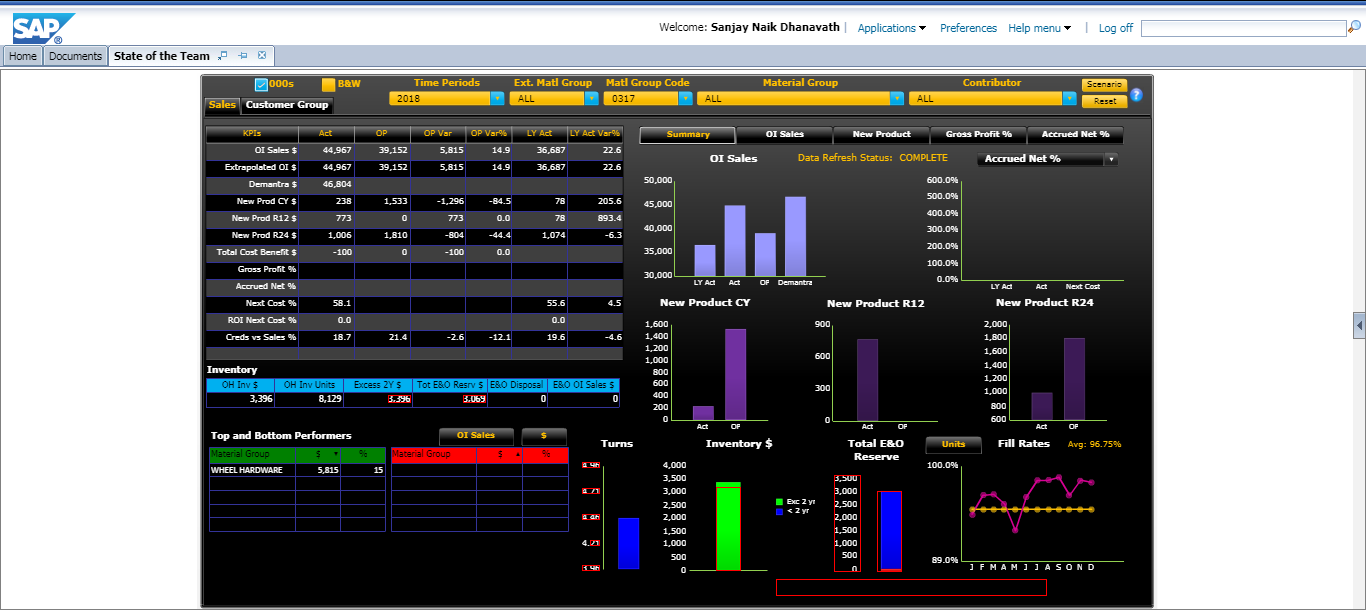 SAP ®
Welcome: Sanjay Naik Dhanavath | Applications Preferences Help menu | Log off
Home Documents State of the Team
000s B&W Time Periods Ext. Matl Group Matl Group Code Material Group Contributor Scenario
2018 ALL 0317 ALL ALL Reset ?
Sales Customer Group
KPIs Act OP OP Var OP Var% LY Act LY Act Var%
OI Sales $ 44,967 39,152 5,815 14.9 36,687 22.6
Extrapolated OI $ 44,967 39,152 5,815 14.9 36,687 22.6
Demantra $ 46,804
New Prod CY $ 238 1,533 -1,296 -84.5 78 205.6
New Prod R12 $ 773 0 773 0.0 78 893.4
New Prod R24 $ 1,006 1,810 -804 -44.4 1,074 -6.3
Total Cost Benefit $ -100 0 -100 0.0
Gross Profit %
Accrued Net %
Next Cost % 58.1 55.6 4.5
ROI Next Cost % 0.0 0.0
Creds vs Sales % 18.7 21.4 -2.6 -12.1 19.6 -4.6
Inventory
OH Inv $ OH Inv Units Excess 2Y $ Tot E&O Resrv $ E&O Disposal E&O OI Sales $
3,396 8,129 3,396 3,069 0 0
Top and Bottom Performers OI Sales $
Material Group $ % Material Group $ %
WHEEL HARDWARE 5,815 15
Summary OI Sales New Product Gross Profit % Accrued Net %
OI Sales Data Refresh Status: COMPLETE Accrued Net %
50,000
45,000
40,000
35,000
30,000
LY Act Act OP Demantra
600.0%
500.0%
400.0%
300.0%
200.0%
100.0%
0.0%
LY Act Act Next Cost
New Product CY
1,600
1,400
1,200
1,000
800
600
400
200
0
Act OP
New Product R12
900
600
300
0
Act OP
New Product R24
2,000
1,800
1,600
1,400
1,200
1,000
800
600
Act OP
Turns
4.96
4.71
4.46
4.21
3.96
Inventory $
4,000
3,500
3,000
2,500
2,000
1,500
1,000
500
0
Exc 2 yr
< 2 yr
Total E&O
Reserve
3,500
3,000
2,500
2,000
1,500
1,000
500
0
Units Fill Rates Avg: 96.75%
100.0%
89.0%
J F M A M J J A S O N D